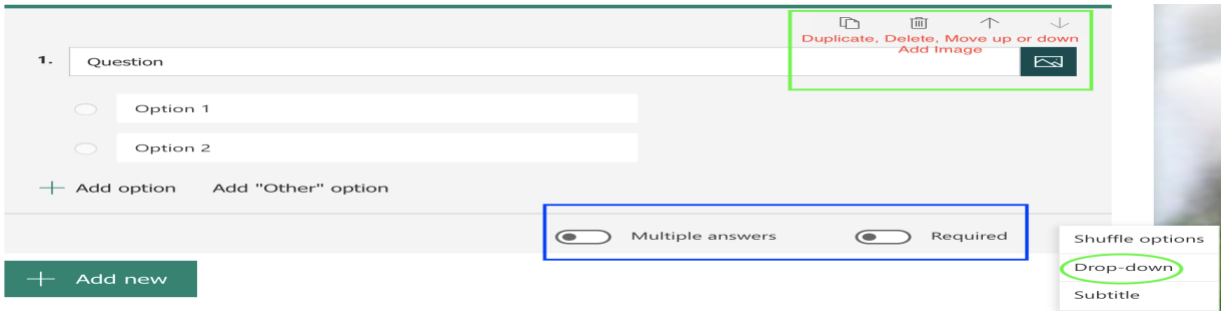 Duplicate, Delete, Move up or down
Add Image
1. Question
Option 1
Option 2
Add option Add "Other" option
Multiple answers Required
Shuffle options
Drop-down
Add new
Subtitle